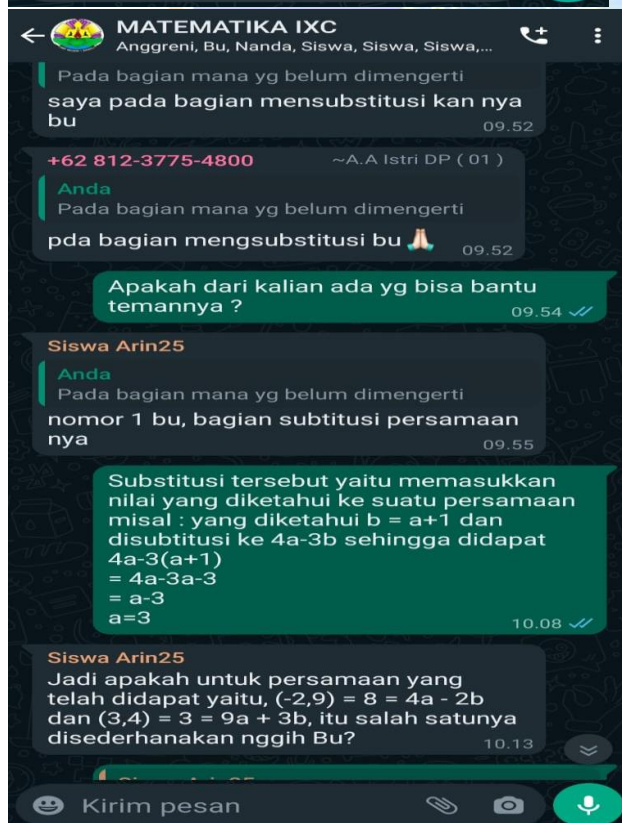 MATEMATIKA IXC
Anggreni, Bu, Nanda, Siswa, Siswa, Siswa,...
Pada bagian mana yg belum dimengerti
saya pada bagian mensubstitusi kan nya
bu
09.52
+62 812-3775-4800 ~A.A Istri DP ( 01 )
Anda
Pada bagian mana yg belum dimengerti
pda bagian mengsubstitusi bu 🙏🏻
09.52
Apakah dari kalian ada yg bisa bantu
temannya ?
09.54
Siswa Arin25
Anda
Pada bagian mana yg belum dimengerti
nomor 1 bu, bagian subtitusi persamaan
nya
09.55
Substitusi tersebut yaitu memasukkan
nilai yang diketahui ke suatu persamaan
misal : yang diketahui b = a+1 dan
disubtitusi ke 4a-3b sehingga didapat
4a-3(a+1)
= 4a-3a-3
= a-3
a=3
10.08
Siswa Arin25
Jadi apakah untuk persamaan yang
telah didapat yaitu, (-2,9) = 8 = 4a - 2b
dan (3,4) = 3 = 9a + 3b, itu salah satunya
disederhanakan nggih Bu?
10.13
Kirim pesan